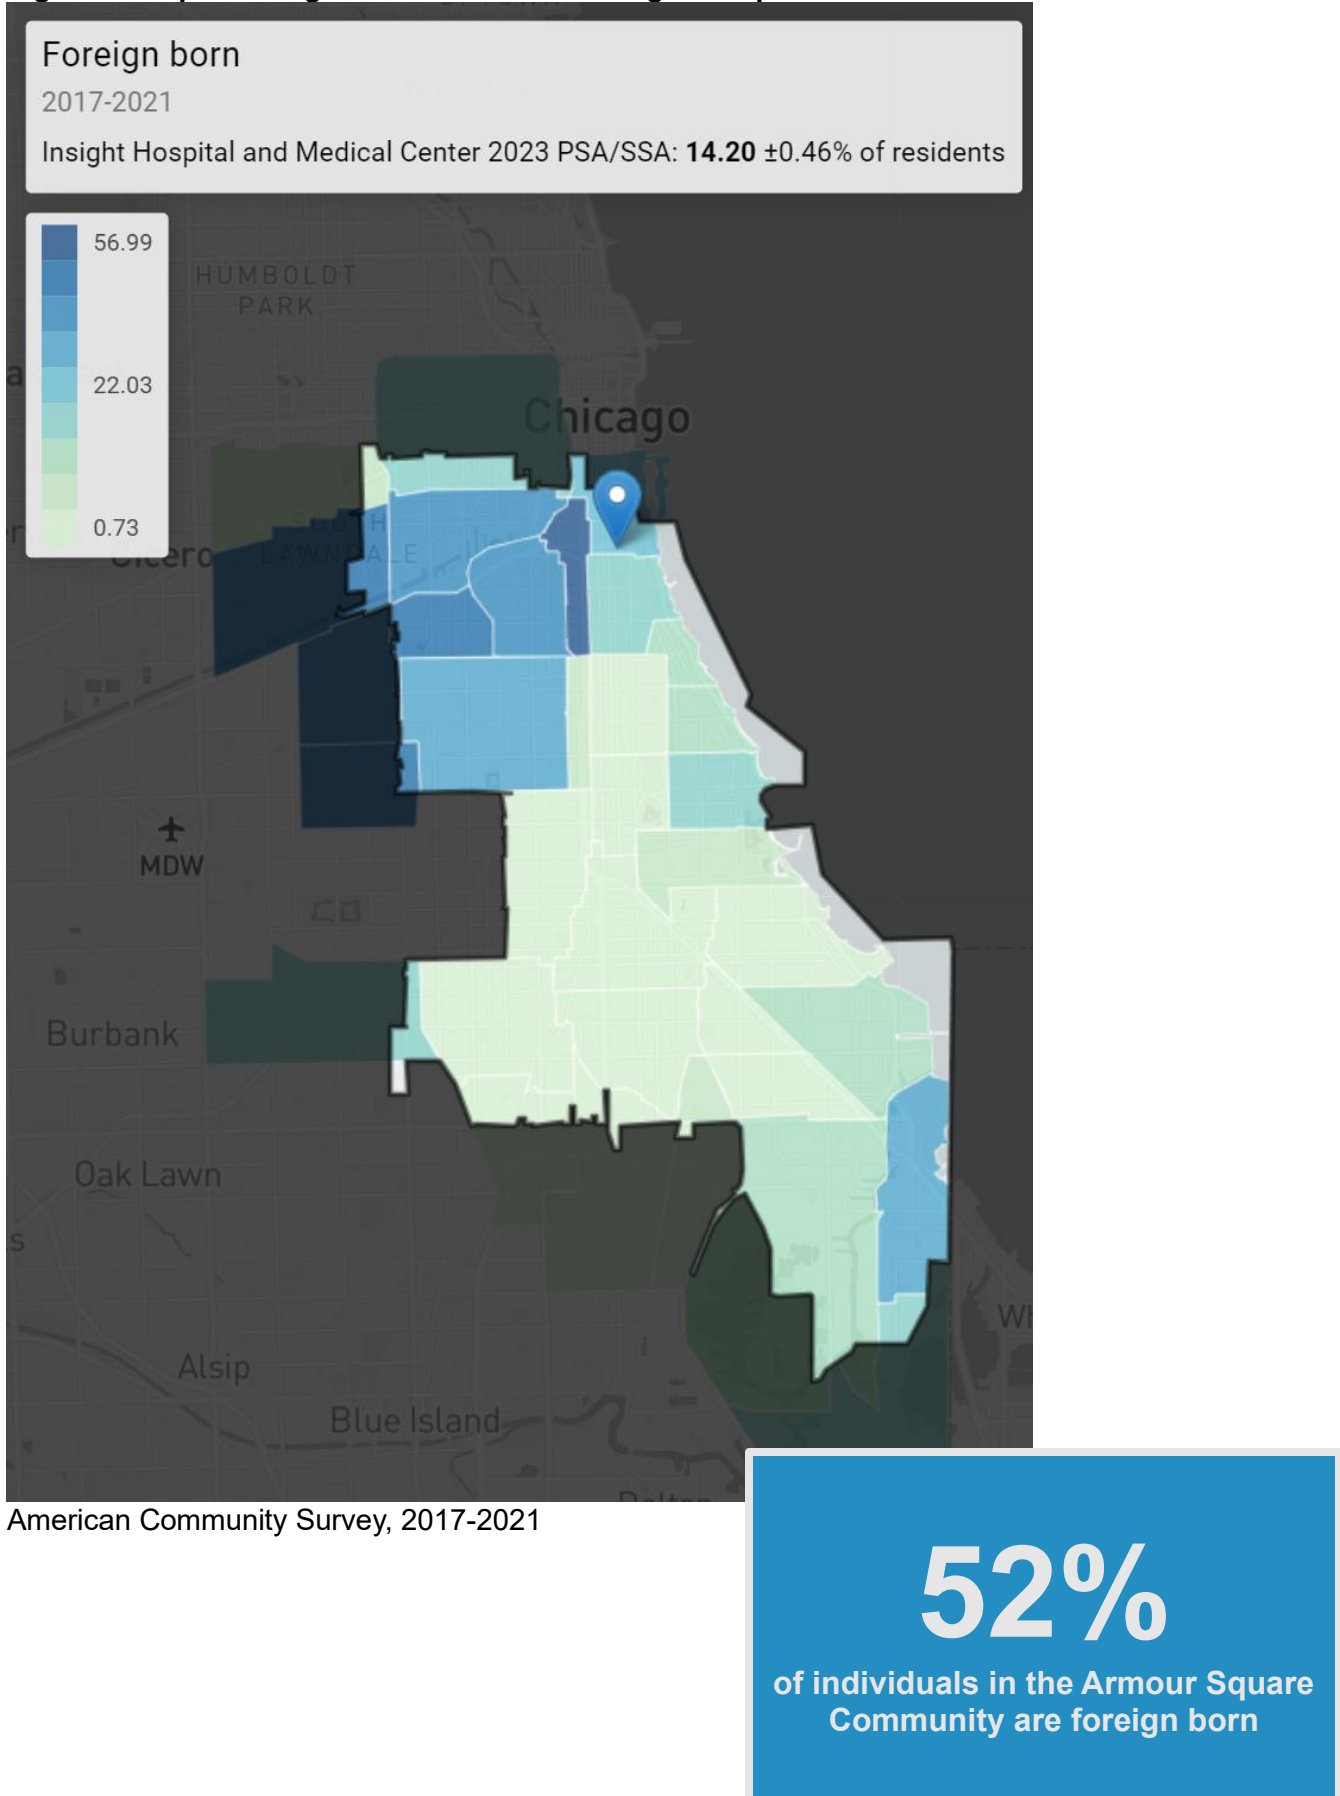 Foreign born
2017-2021
Insight Hospital and Medical Center 2023 PSA/SSA: 14.20 ±0.46% of residents
56.99
22.03
0.73
HUMBOLDT
PARK
Chicago
SOUTH
LAWNDALE
Cicero
MDW
Burbank
Oak Lawn
Alsip
Blue Island
American Community Survey, 2017-2021
52%
of individuals in the Armour Square
Community are foreign born